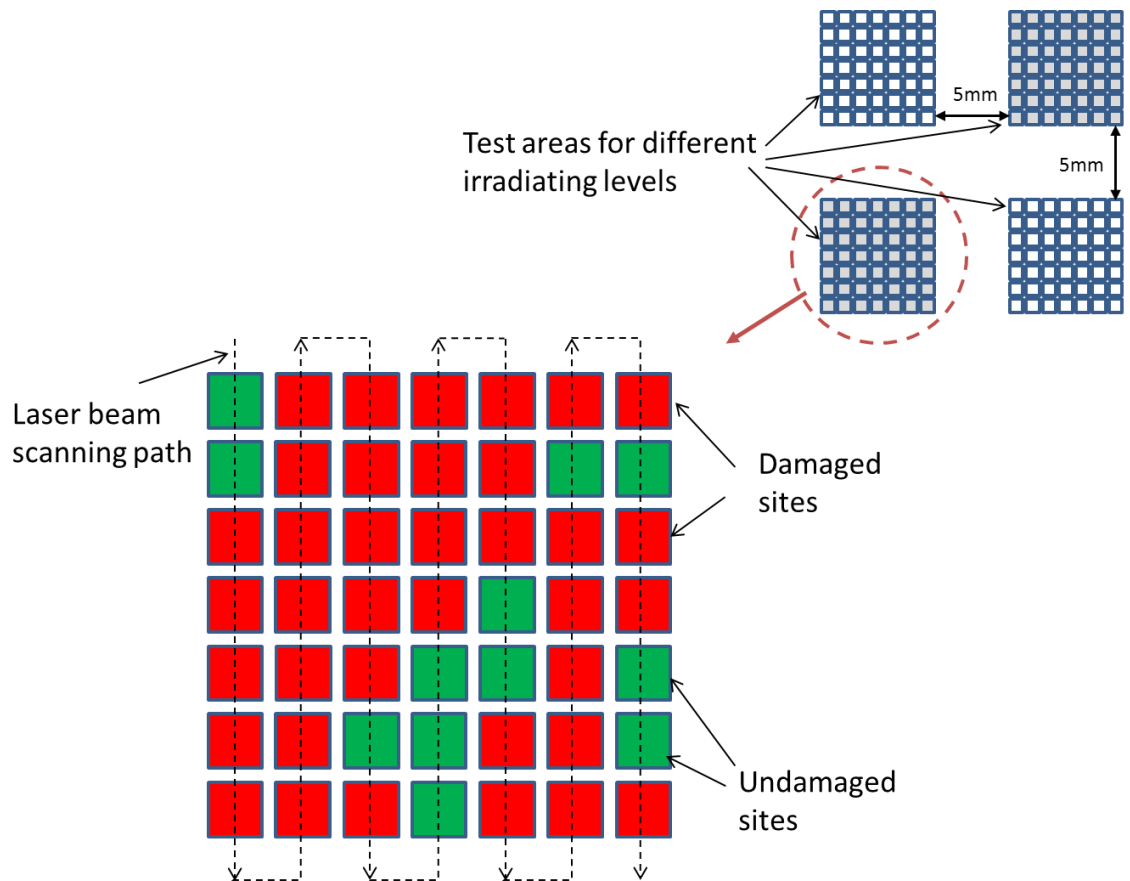 5mm
Test areas for different
irradiating levels
5mm
Laser beam
scanning path
Damaged
sites
Undamaged
sites